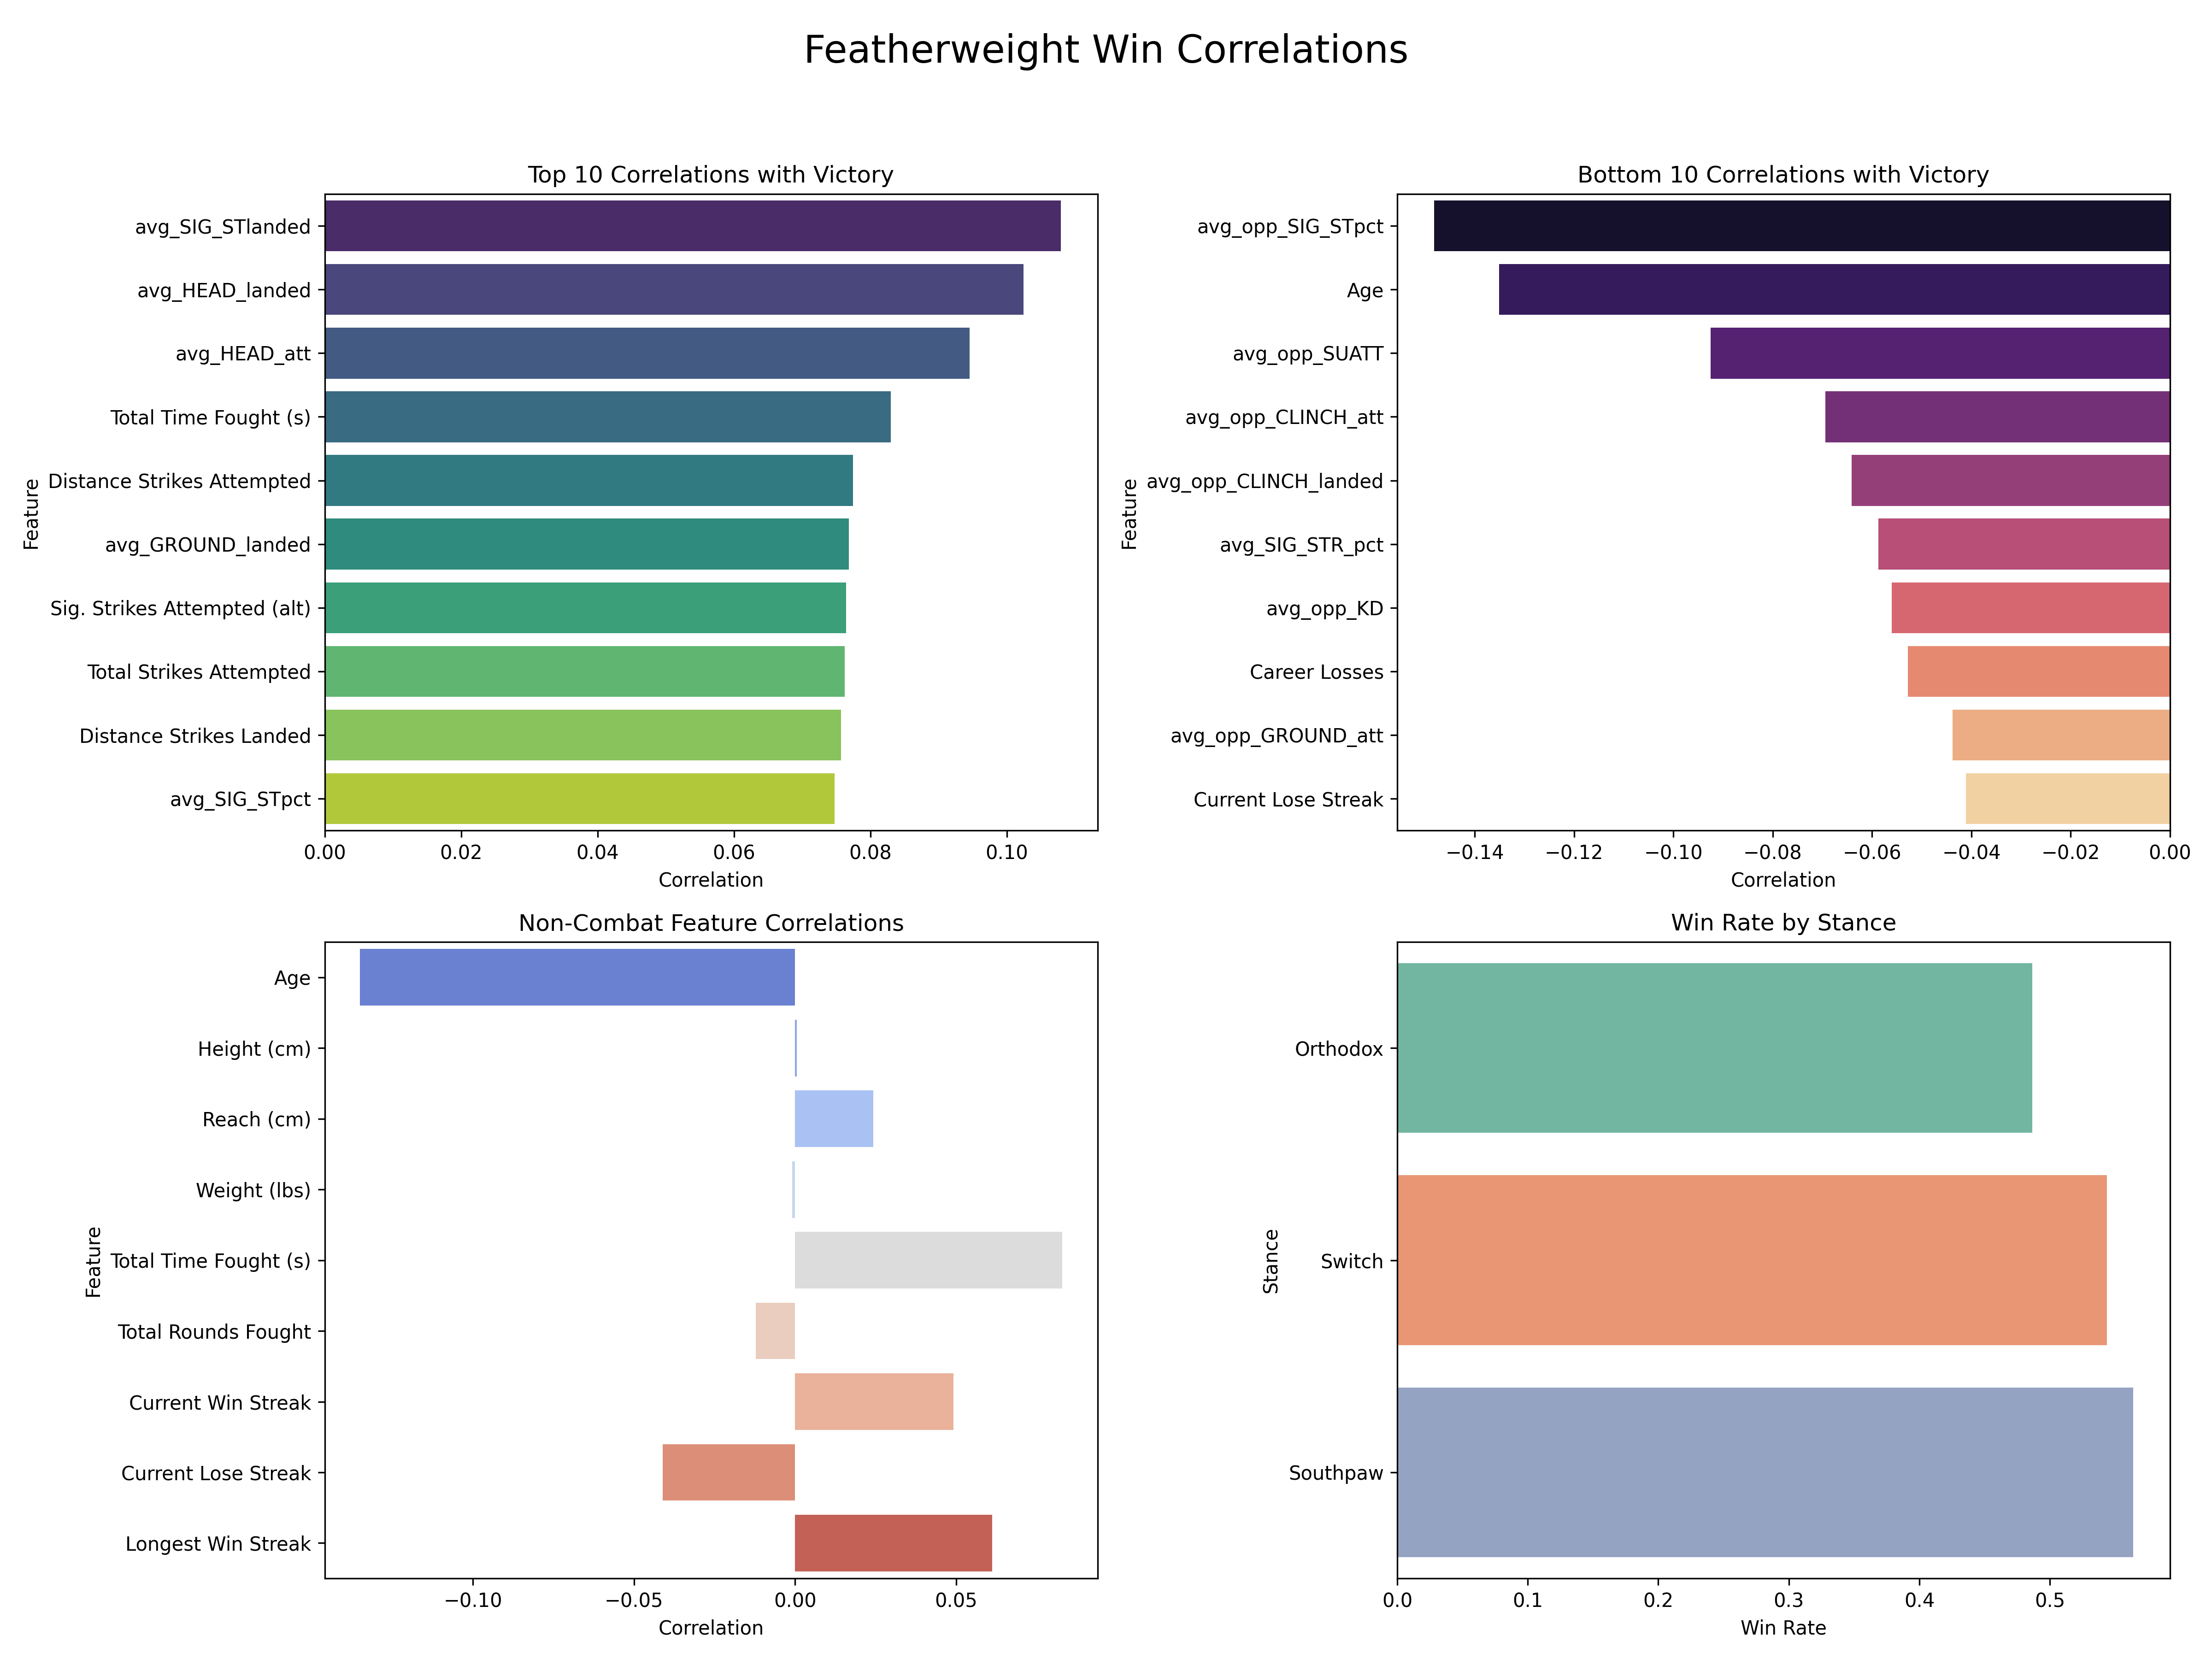 Featherweight Win Correlations
Top 10 Correlations with Victory
Feature
avg_SIG_STlanded
avg_HEAD_landed
avg_HEAD_att
Total Time Fought (s)
Distance Strikes Attempted
avg_GROUND_landed
Sig. Strikes Attempted (alt)
Total Strikes Attempted
Distance Strikes Landed
avg_SIG_STpct
0.00 0.02 0.04 0.06 0.08 0.10
Correlation
Bottom 10 Correlations with Victory
Feature
avg_opp_SIG_STpct
Age
avg_opp_SUATT
avg_opp_CLINCH_att
avg_opp_CLINCH_landed
avg_SIG_STR_pct
avg_opp_KD
Career Losses
avg_opp_GROUND_att
Current Lose Streak
−0.14 −0.12 −0.10 −0.08 −0.06 −0.04 −0.02 0.00
Correlation
Non-Combat Feature Correlations
Feature
Age
Height (cm)
Reach (cm)
Weight (lbs)
Total Time Fought (s)
Total Rounds Fought
Current Win Streak
Current Lose Streak
Longest Win Streak
−0.10 −0.05 0.00 0.05
Correlation
Win Rate by Stance
Stance
Orthodox
Switch
Southpaw
0.0 0.1 0.2 0.3 0.4 0.5
Win Rate